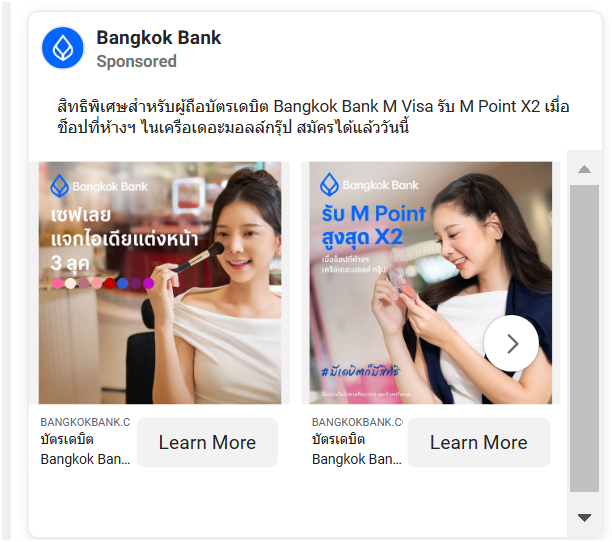 Bangkok Bank
Sponsored
สิทธิพิเศษสำหรับผู้ถือบัตรเดบิต Bangkok Bank M Visa รับ M Point X2 เมื่อ
ช็อปที่ห้างฯ ในเครือเดอะมอลล์กรุ๊ป สมัครได้แล้ววันนี้
Bangkok Bank
เซฟเลย
แจกไอเดียแต่งหน้า
3 ลุค
Bangkok Bank
รับ M Point
สูงสุด X2
เมื่อช้อปที่ห้างฯ
เครือเดอะมอลล์ กรุ๊ป
#มีเดบิตก็มีสิทธิ
BANGKOKBANK.C
บัตรเดบิต
Bangkok Ban...
Learn More
BANGKOKBANK.CO
บัตรเดบิต
Bangkok Ban...
Learn More